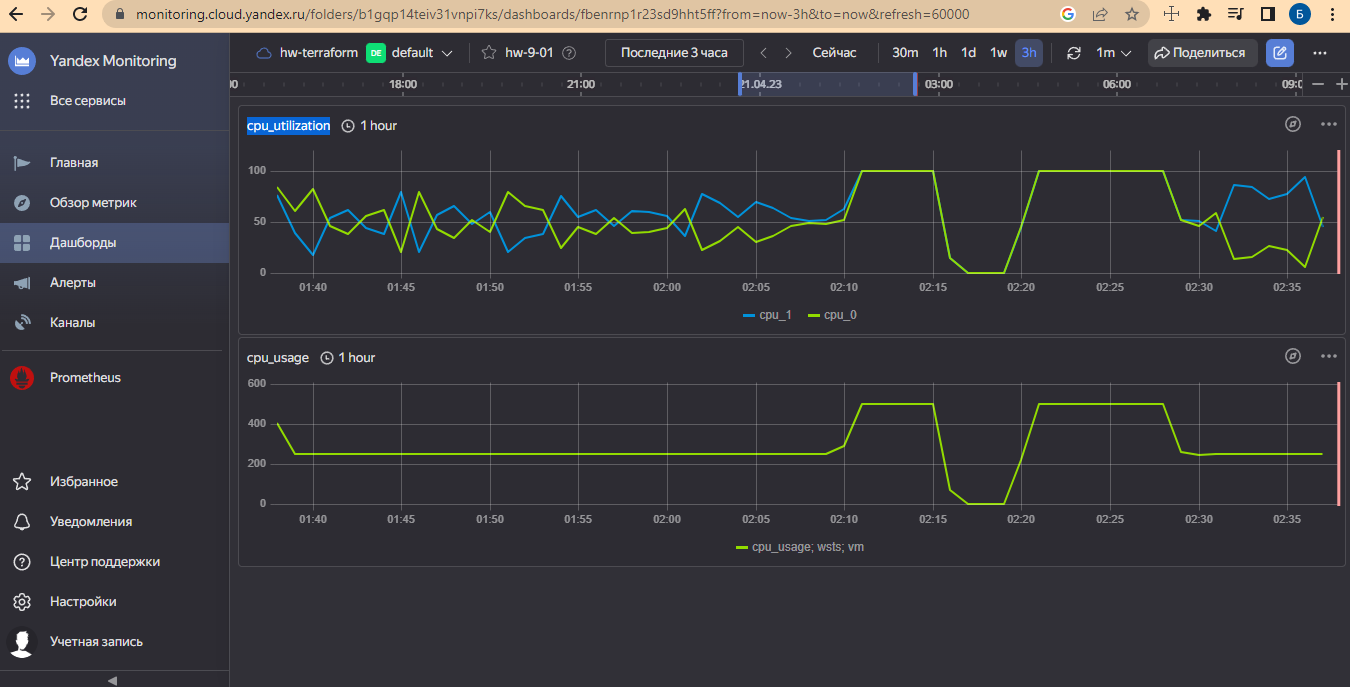 monitoring.cloud.yandex.ru/folders/b1gqp14teiv31vnpi7ks/dashboards/fbenrnp1r23sd9hht5ff?from=now-3h&to=now&refresh=60000
Б
Yandex Monitoring
Все сервисы
Главная
Обзор метрик
Дашборды
Алерты
Каналы
Prometheus
Избранное
Уведомления
Центр поддержки
Настройки
Учетная запись
hw-terraform DE default hw-9-01 Последние 3 часа Сейчас 30m 1h 1d 1w 3h 1m Поделиться
18:00 21:00 21.04.23 03:00 06:00
cpu_utilization 1 hour
100
50
0
01:40 01:45 01:50 01:55 02:00 02:05 02:10 02:15 02:20 02:25 02:30 02:35
cpu_1 cpu_0
cpu_usage 1 hour
600
400
200
0
01:40 01:45 01:50 01:55 02:00 02:05 02:10 02:15 02:20 02:25 02:30 02:35
cpu_usage; wsts; vm